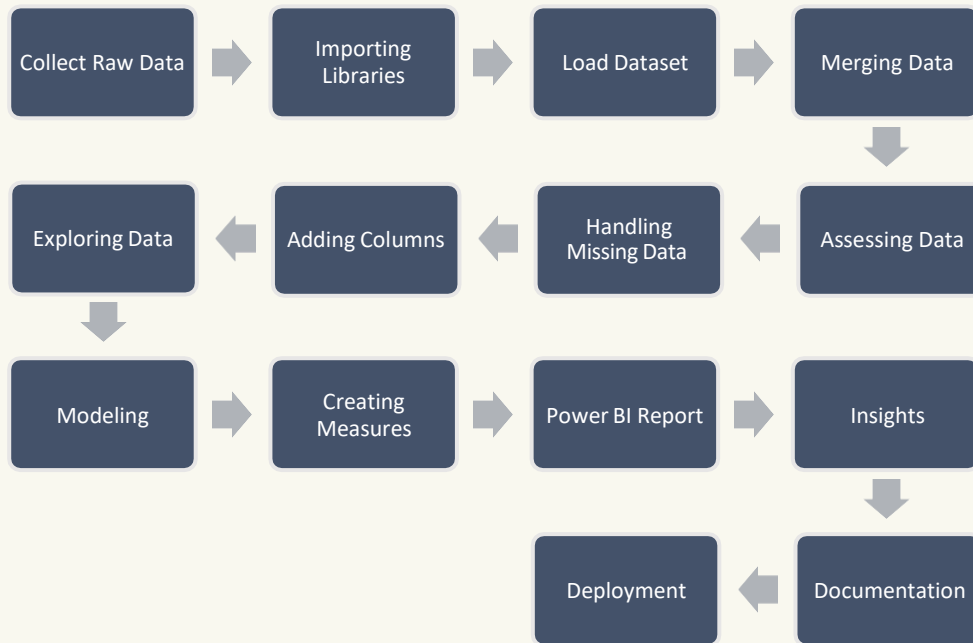 Collect Raw Data
Importing
Libraries
Load Dataset
Merging Data
Assessing Data
Handling
Missing Data
Adding Columns
Exploring Data
Modeling
Creating
Measures
Power BI Report
Insights
Documentation
Deployment